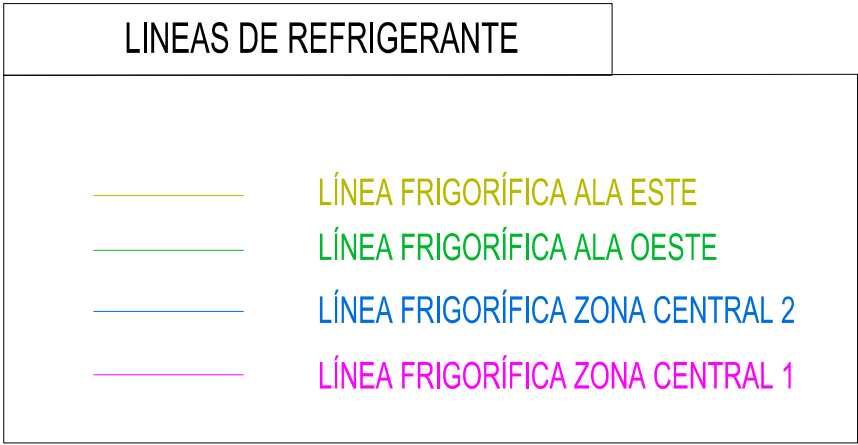 LINEAS DE REFRIGERANTE
LÍNEA FRIGORÍFICA ALA ESTE
LÍNEA FRIGORÍFICA ALA OESTE
LÍNEA FRIGORÍFICA ZONA CENTRAL 2
LÍNEA FRIGORÍFICA ZONA CENTRAL 1